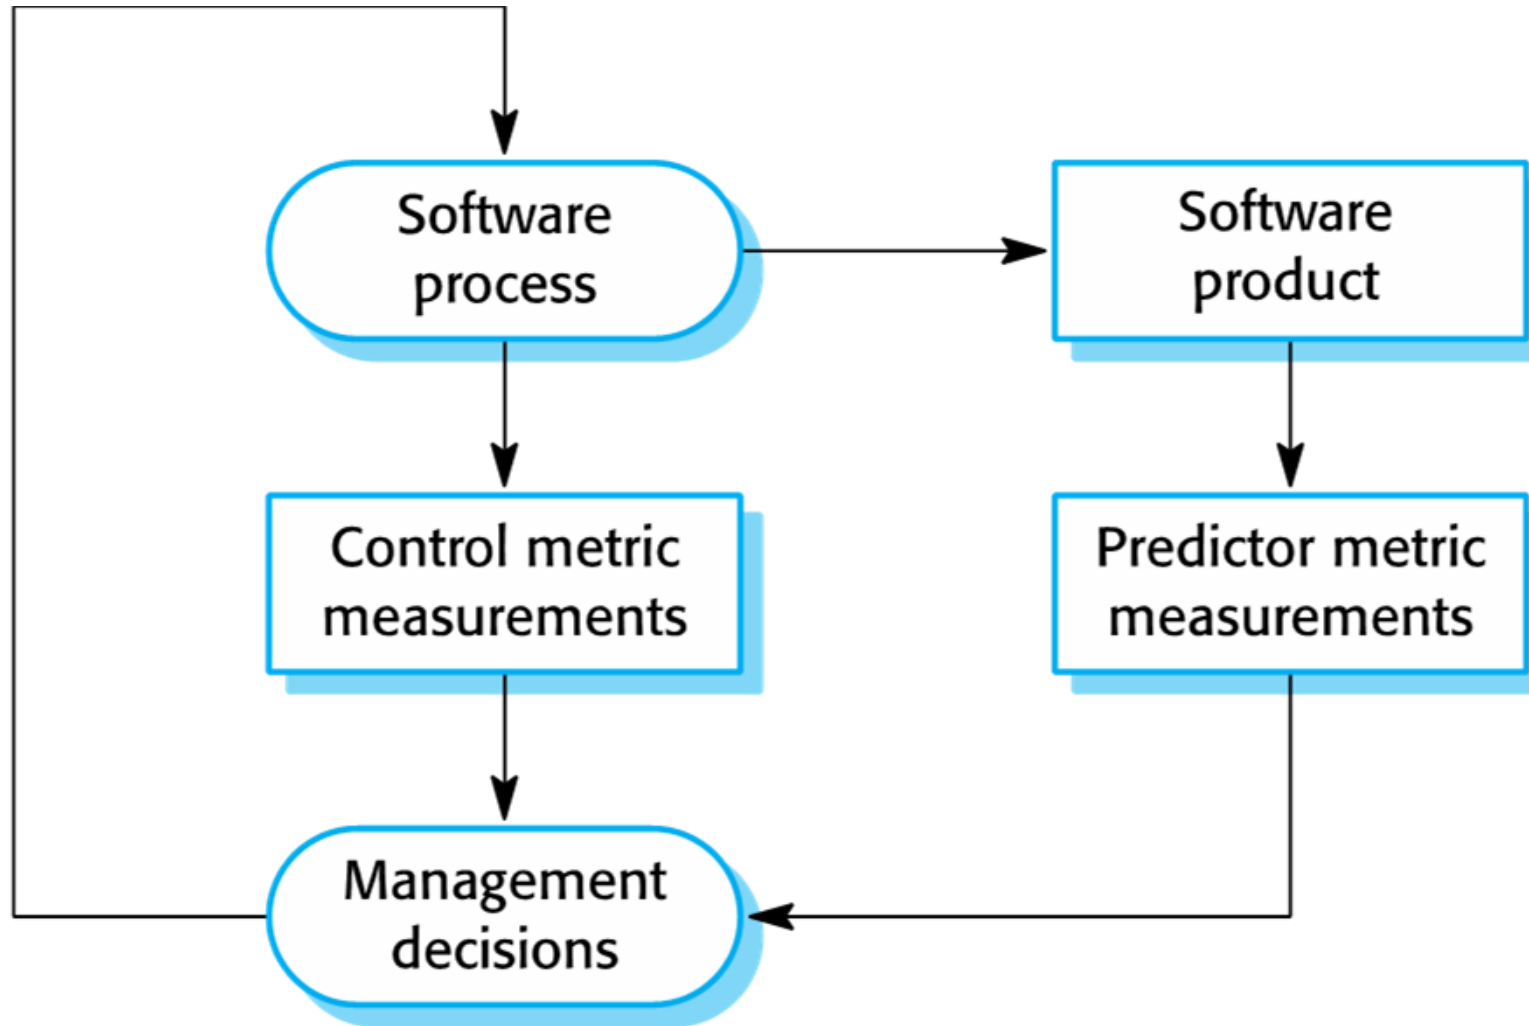 Software
process
Software
product
Control metric
measurements
Predictor metric
measurements
Management
decisions